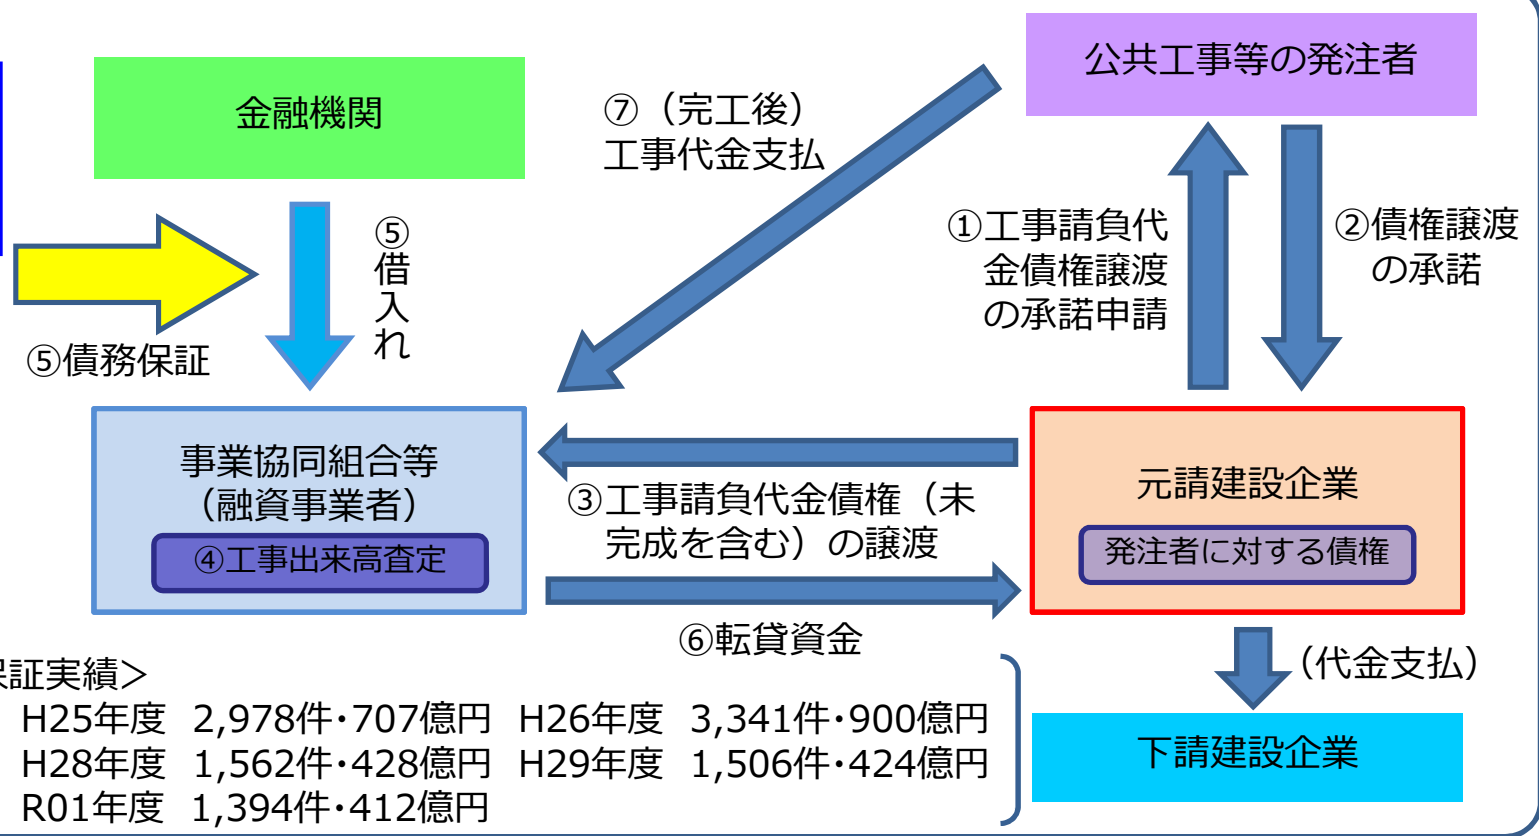 公共工事等の発注者
金融機関
⑦（完工後）
工事代金支払
①工事請負代
金債権譲渡
の承諾申請
②債権譲渡
の承諾
⑤借入れ
⑤債務保証
事業協同組合等
（融資事業者）
④工事出来高査定
③工事請負代金債権（未
完成を含む）の譲渡
元請建設企業
発注者に対する債権
⑥転貸資金
（代金支払）
下請建設企業
証実績＞
H25年度 2,978件・707億円 H26年度 3,341件・900億円
H28年度 1,562件・428億円 H29年度 1,506件・424億円
R01年度 1,394件・412億円